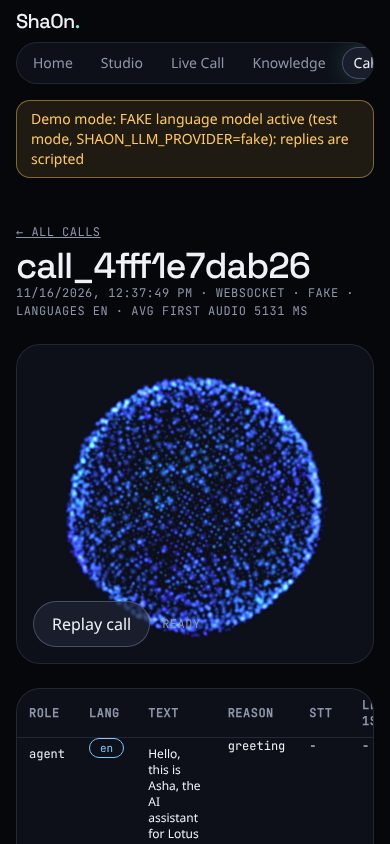 ShaOn.
Home Studio Live Call Knowledge Cal
Demo mode: FAKE language model active (test
mode, SHAON_LLM_PROVIDER=fake): replies are
scripted
← ALL CALLS
call_4fff1e7dab26
11/16/2026, 12:37:49 PM · WEBSOCKET · FAKE ·
LANGUAGES EN · AVG FIRST AUDIO 5131 MS
Replay call READY
ROLE LANG TEXT REASON STT
agent en Hello, greeting - -
this is
Asha, the
AI
assistant
for Lotus